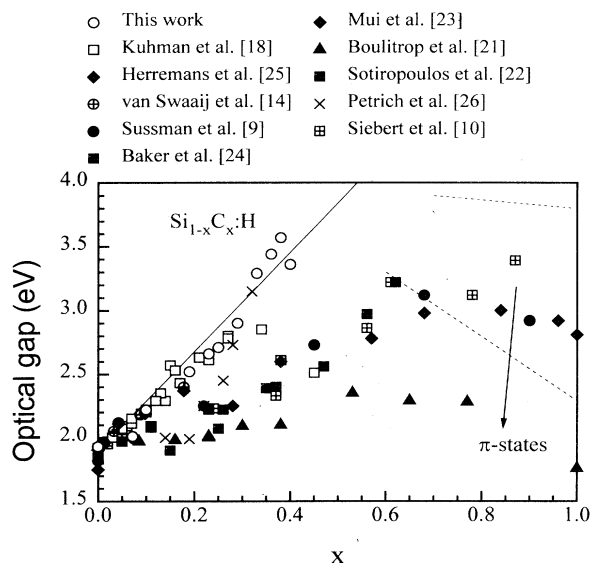 This work
Kuhman et al. [18]
Herremans et al. [25]
van Swaaij et al. [14]
Sussman et al. [9]
Baker et al. [24]
Mui et al. [23]
Boulitrop et al. [21]
Sotiropoulos et al. [22]
Petrich et al. [26]
Siebert et al. [10]
Optical gap (eV)
4.0
3.5
3.0
2.5
2.0
1.5
Si1-xCx:H
π-states
0.0 0.2 0.4 0.6 0.8 1.0
x